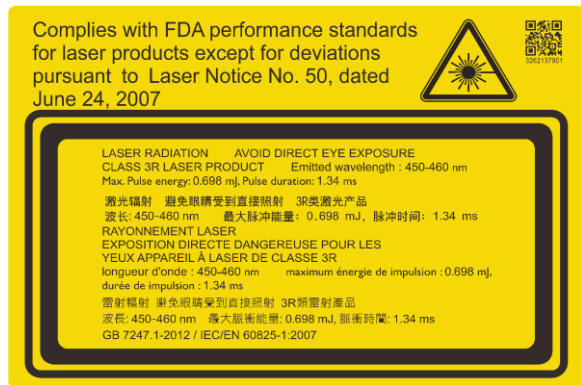 Complies with FDA performance standards
for laser products except for deviations
pursuant to Laser Notice No. 50, dated
June 24, 2007
3262137901
LASER RADIATION AVOID DIRECT EYE EXPOSURE
CLASS 3R LASER PRODUCT Emitted wavelength : 450-460 nm
Max. Pulse energy: 0.698 mJ, Pulse duration: 1.34 ms
激光辐射 避免眼睛受到直接照射 3R类激光产品
波长: 450-460 nm 最大脉冲能量: 0.698 mJ, 脉冲时间: 1.34 ms
RAYONNEMENT LASER
EXPOSITION DIRECTE DANGEREUSE POUR LES
YEUX APPAREIL À LASER DE CLASSE 3R
longueur d'onde : 450-460 nm maximum énergie de impulsion : 0.698 mJ,
durée de impulsion : 1.34 ms
雷射輻射 避免眼睛受到直接照射 3R類雷射產品
波長: 450-460 nm 最大脈衝能量: 0.698 mJ, 脈衝時間: 1.34 ms
GB 7247.1-2012 / IEC/EN 60825-1:2007